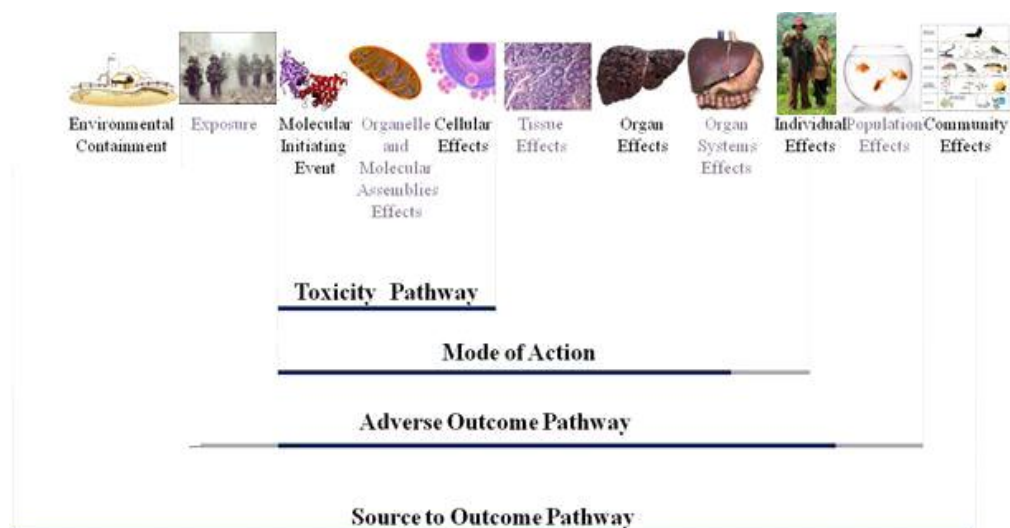 Environmental
Containment
Exposure
Molecular
Initiating
Event
Organelle
and
Molecular
Assemblies
Effects
Cellular
Effects
Tissue
Effects
Organ
Effects
Organ
Systems
Effects
Individual
Effects
Population
Effects
Community
Effects
Toxicity Pathway
Mode of Action
Adverse Outcome Pathway
Source to Outcome Pathway